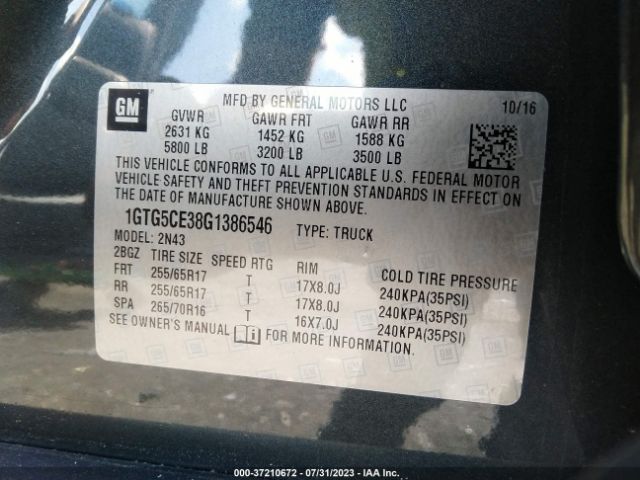 GM
MFD BY GENERAL MOTORS LLC 10/16
GVWR GAWR FRT GAWR RR
2631 KG 1452 KG 1588 KG
5800 LB 3200 LB 3500 LB
THIS VEHICLE CONFORMS TO ALL APPLICABLE U.S. FEDERAL MOTOR
VEHICLE SAFETY AND THEFT PREVENTION STANDARDS IN EFFECT ON
THE DATE OF MANUFACTURE SHOWN ABOVE.
1GTG5CE38G1386546 TYPE: TRUCK
MODEL: 2N43
2BGZ TIRE SIZE SPEED RTG RIM COLD TIRE PRESSURE
FRT 255/65R17 T 17X8.0J 240KPA(35PSI)
RR 255/65R17 T 17X8.0J 240KPA(35PSI)
SPA 265/70R16 T 16X7.0J 240KPA(35PSI)
SEE OWNER'S MANUAL FOR MORE INFORMATION.
000-37210672 - 07/31/2023 - IAA Inc.